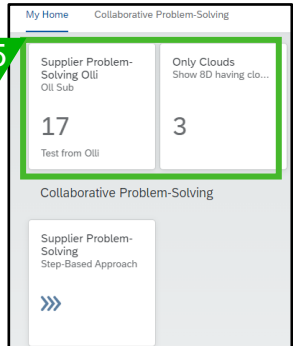 My Home Collaborative Problem-Solving
5
Supplier Problem-
Solving Olli
Oll Sub
17
Test from Olli
Only Clouds
Show 8D having clo...
3
Collaborative Problem-Solving
Supplier Problem-
Solving
Step-Based Approach